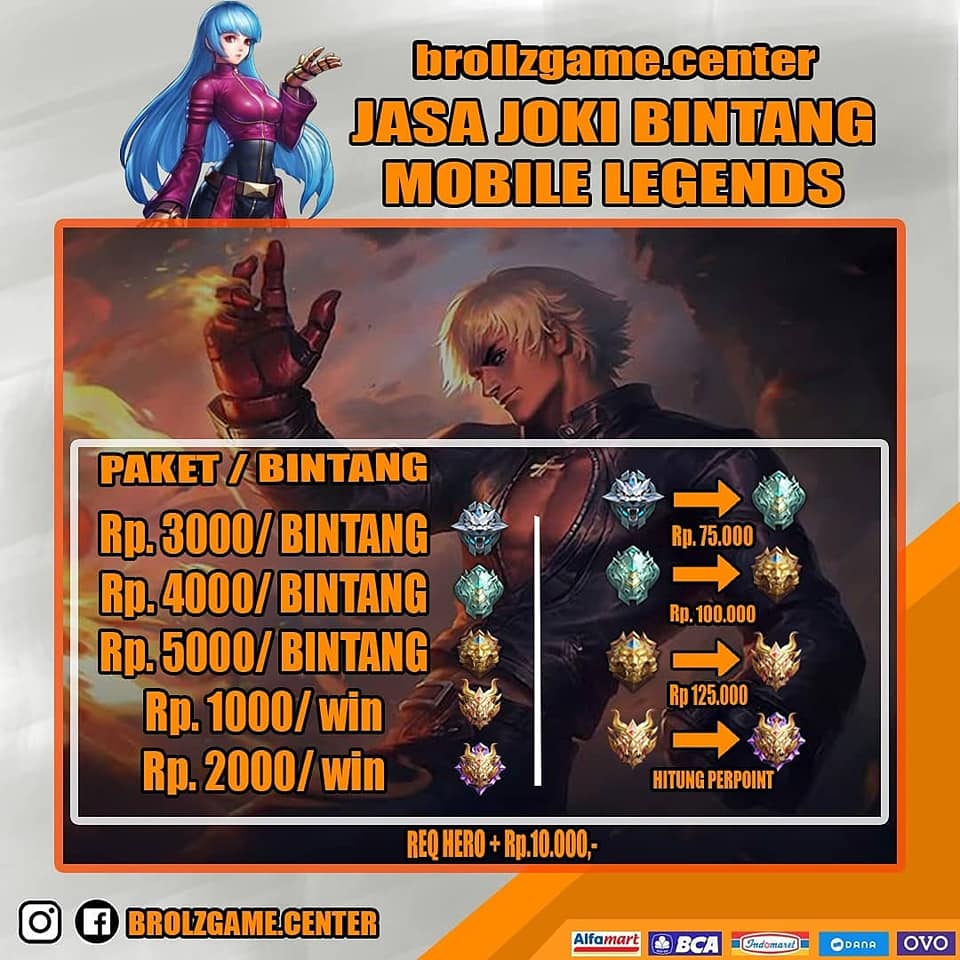 brollzgame.center
JASA JOKI BINTANG
MOBILE LEGENDS
PAKET / BINTANG
Rp. 3000/ BINTANG
Rp. 4000/ BINTANG
Rp. 5000/ BINTANG
Rp. 1000/ win
Rp. 2000/ win
Rp. 75.000
Rp. 100.000
Rp 125.000
HITUNG PERPOINT
REQ HERO + Rp.10.000,-
BROLZGAME.CENTER
Alfamart
BCA
Indomaret
DANA
OVO